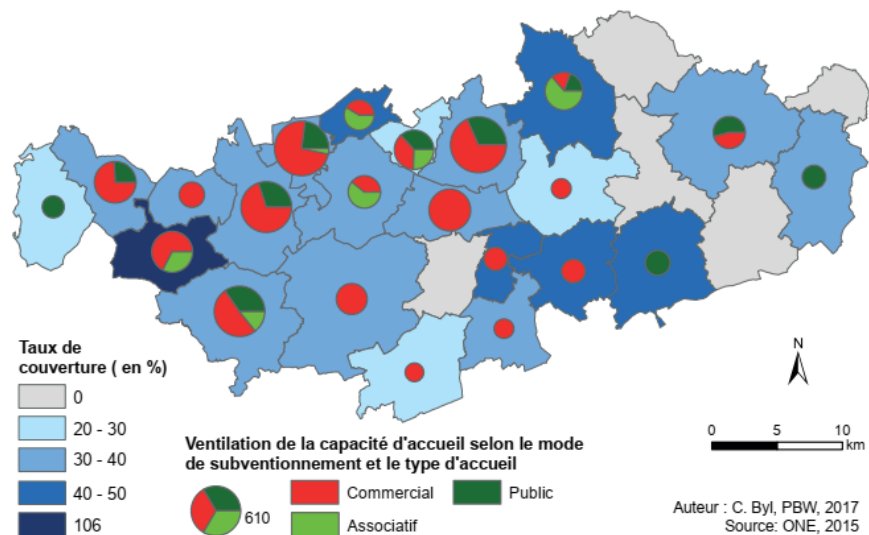 Taux de
couverture ( en %)
0
20 - 30
30 - 40
40 - 50
106
Ventilation de la capacité d'accueil selon le mode
de subventionnement et le type d'accueil
610
Commercial
Public
Associatif
N
0 5 10
km
Auteur : C. Byl, PBW, 2017
Source: ONE, 2015